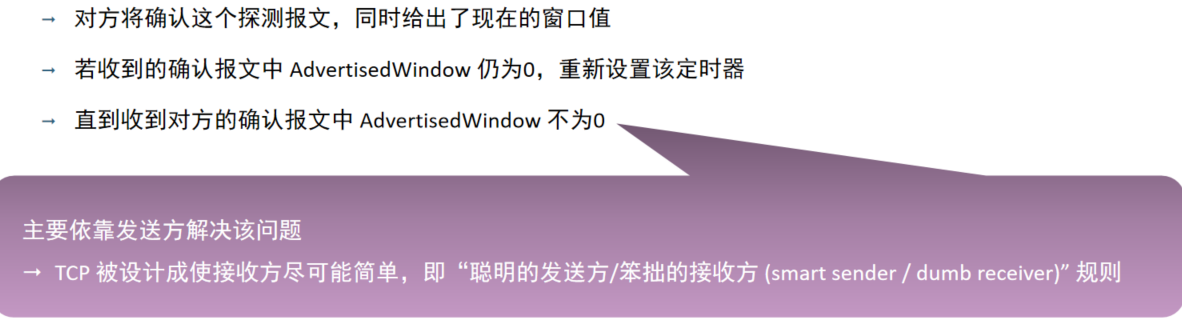 → 对方将确认这个探测报文，同时给出了现在的窗口值
→ 若收到的确认报文中 AdvertisedWindow 仍为0，重新设置该定时器
→ 直到收到对方的确认报文中 AdvertisedWindow 不为0
主要依靠发送方解决该问题
→ TCP 被设计成使接收方尽可能简单，即“聪明的发送方/笨拙的接收方 (smart sender / dumb receiver)” 规则